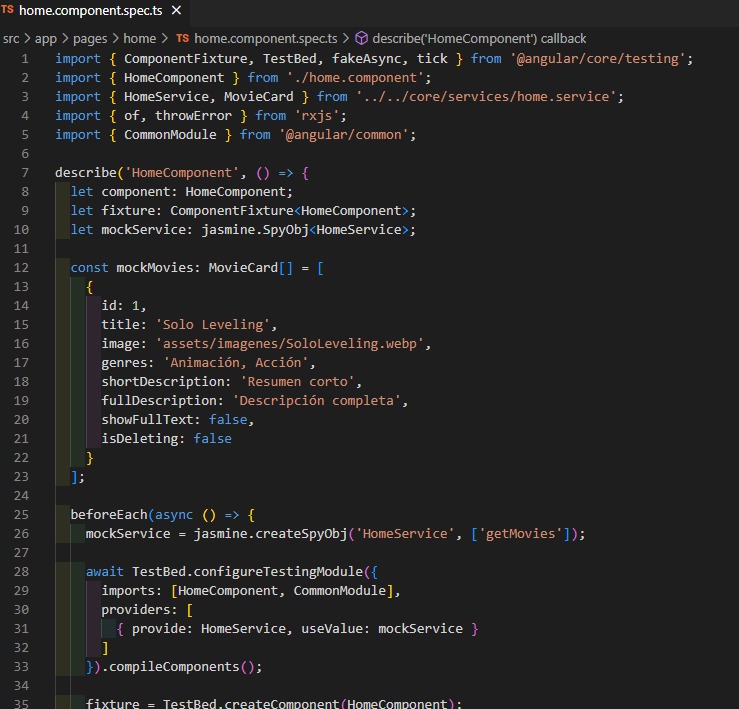 TS home.component.spec.ts ×
src > app > pages > home > TS home.component.spec.ts > describe('HomeComponent') callback
1 import { ComponentFixture, TestBed, fakeAsync, tick } from '@angular/core/testing';
2 import { HomeComponent } from './home.component';
3 import { HomeService, MovieCard } from '../../core/services/home.service';
4 import { of, throwError } from 'rxjs';
5 import { CommonModule } from '@angular/common';
6
7 describe('HomeComponent', () => {
8 let component: HomeComponent;
9 let fixture: ComponentFixture<HomeComponent>;
10 let mockService: jasmine.SpyObj<HomeService>;
11
12 const mockMovies: MovieCard[] = [
13 {
14 id: 1,
15 title: 'Solo Leveling',
16 image: 'assets/imagenes/SoloLeveling.webp',
17 genres: 'Animación, Acción',
18 shortDescription: 'Resumen corto',
19 fullDescription: 'Descripción completa',
20 showFullText: false,
21 isDeleting: false
22 }
23 ];
24
25 beforeEach(async () => {
26 mockService = jasmine.createSpyObj('HomeService', ['getMovies']);
27
28 await TestBed.configureTestingModule({
29 imports: [HomeComponent, CommonModule],
30 providers: [
31 { provide: HomeService, useValue: mockService }
32 ]
33 }).compileComponents();
34
35 fixture = TestBed.createComponent(HomeComponent);